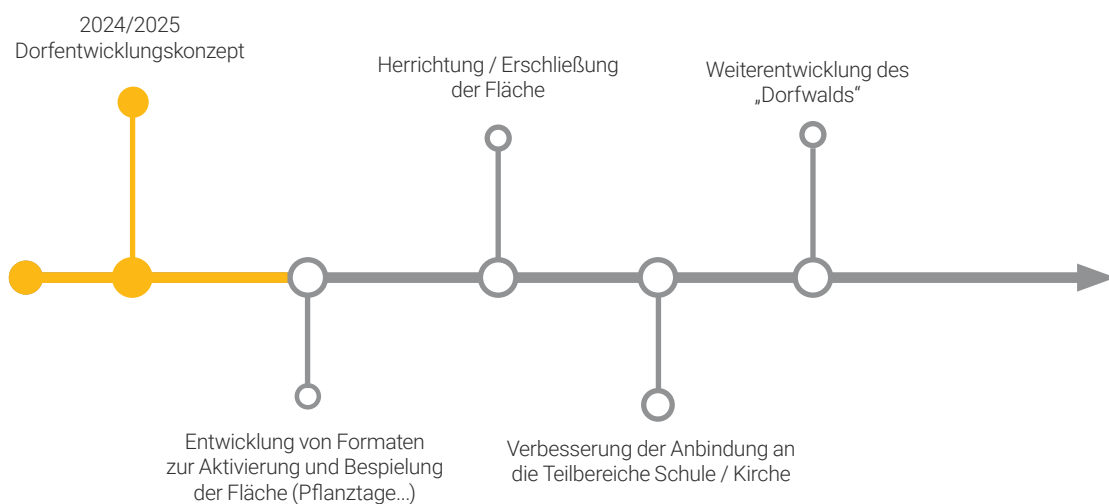 2024/2025
Dorfentwicklungskonzept
Entwicklung von Formaten
zur Aktivierung und Bespielung
der Fläche (Pflanztage...)
Herrichtung / Erschließung
der Fläche
Verbesserung der Anbindung an
die Teilbereiche Schule / Kirche
Weiterentwicklung des
„Dorfwalds“